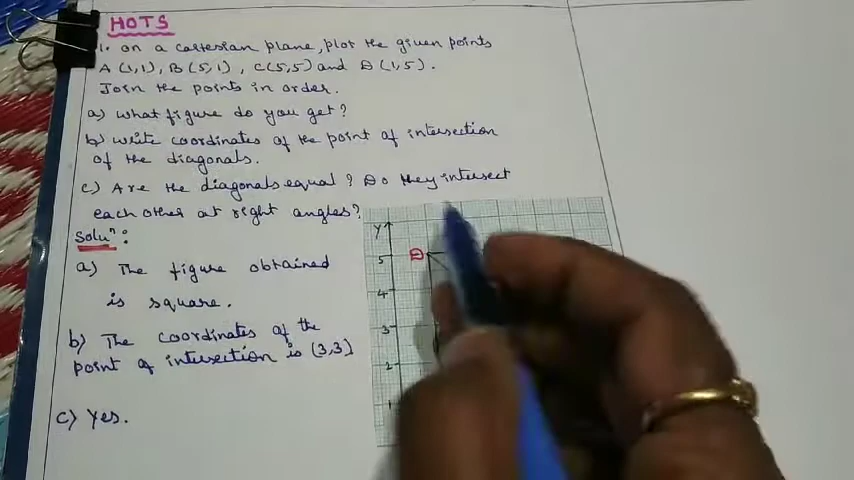 HOTS
1. On a cartesian plane, plot the given points
A (1,1), B (5,1), C (5,5) and D (1,5).
Join the points in order.
a) What figure do you get?
b) Write coordinates of the point of intersection
of the diagonals.
c) Are the diagonals equal? Do they intersect
each other at right angles?
Soluⁿ:
a) The figure obtained
is square.
b) The coordinates of the
point of intersection is (3,3)
c) Yes.
Y
5 D
4
3
2
1